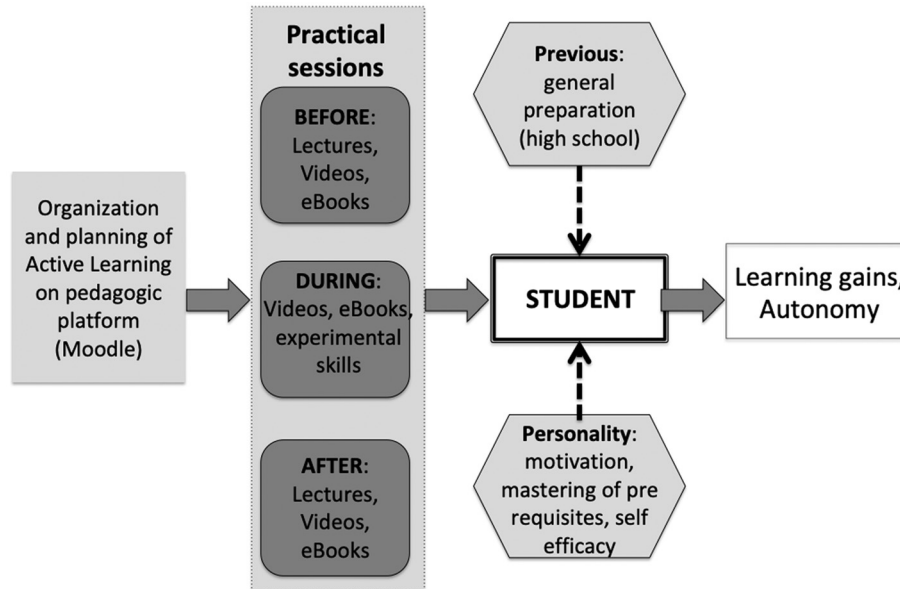 Organization
and planning of
Active Learning
on pedagogic
platform
(Moodle)
Practical
sessions
BEFORE:
Lectures,
Videos,
eBooks
DURING:
Videos, eBooks,
experimental
skills
AFTER:
Lectures,
Videos,
eBooks
Previous:
general
preparation
(high school)
STUDENT
Personality:
motivation,
mastering of pre
requisites, self
efficacy
Learning gains,
Autonomy